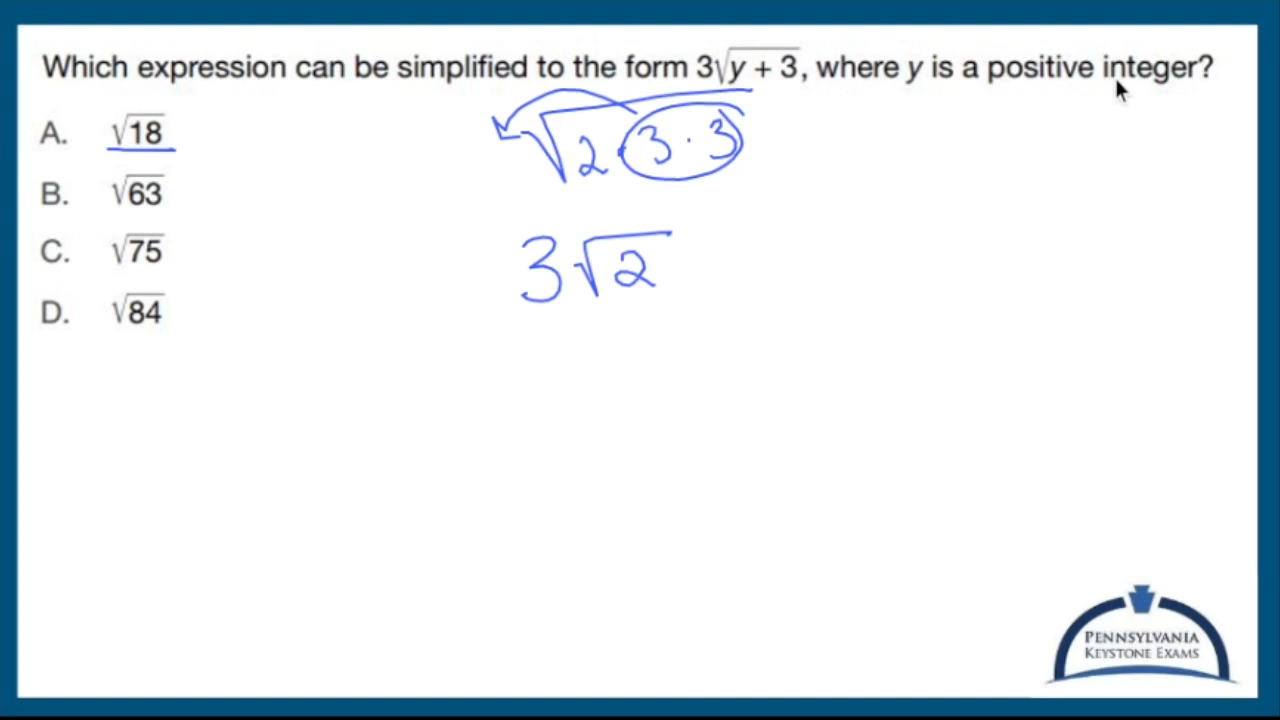 Which expression can be simplified to the form 3√(y + 3), where y is a positive integer?
A. √18
√2 · 3 · 3
B. √63
C. √75
3√2
D. √84
PENNSYLVANIA
KEYSTONE EXAMS